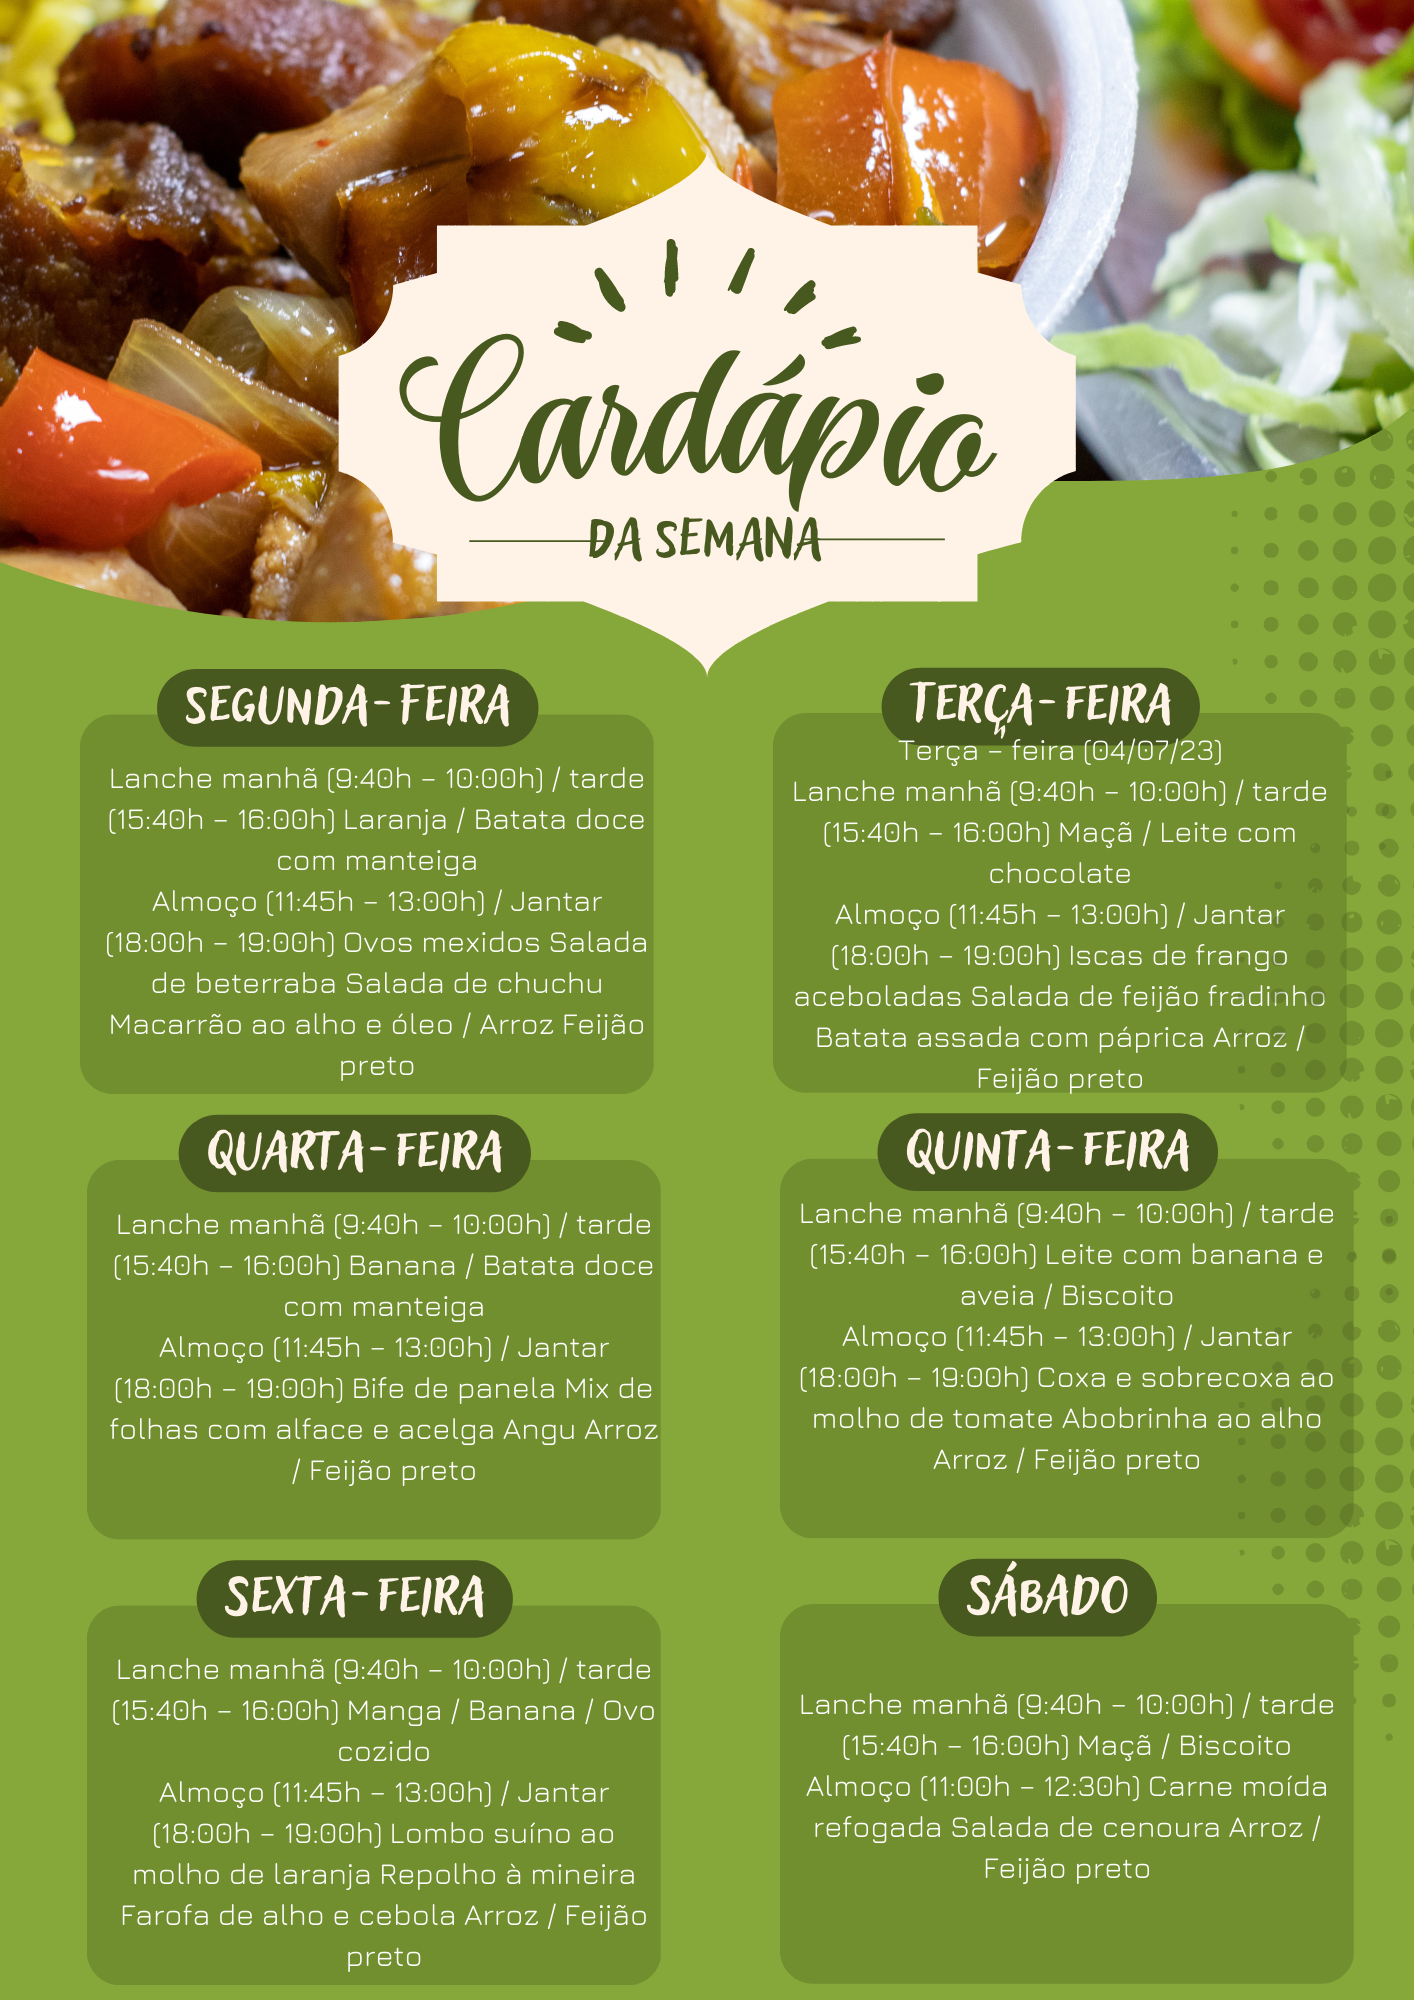 Cardápio
DA SEMANA
SEGUNDA-FEIRA
Lanche manhã (9:40h – 10:00h) / tarde
(15:40h – 16:00h) Laranja / Batata doce
com manteiga
Almoço (11:45h – 13:00h) / Jantar
(18:00h – 19:00h) Ovos mexidos Salada
de beterraba Salada de chuchu
Macarrão ao alho e óleo / Arroz Feijão
preto
TERÇA-FEIRA
Terça – feira (04/07/23)
Lanche manhã (9:40h – 10:00h) / tarde
(15:40h – 16:00h) Maçã / Leite com
chocolate
Almoço (11:45h – 13:00h) / Jantar
(18:00h – 19:00h) Iscas de frango
aceboladas Salada de feijão fradinho
Batata assada com páprica Arroz /
Feijão preto
QUARTA-FEIRA
Lanche manhã (9:40h – 10:00h) / tarde
(15:40h – 16:00h) Banana / Batata doce
com manteiga
Almoço (11:45h – 13:00h) / Jantar
(18:00h – 19:00h) Bife de panela Mix de
folhas com alface e acelga Angu Arroz
/ Feijão preto
QUINTA-FEIRA
Lanche manhã (9:40h – 10:00h) / tarde
(15:40h – 16:00h) Leite com banana e
aveia / Biscoito
Almoço (11:45h – 13:00h) / Jantar
(18:00h – 19:00h) Coxa e sobrecoxa ao
molho de tomate Abobrinha ao alho
Arroz / Feijão preto
SEXTA-FEIRA
Lanche manhã (9:40h – 10:00h) / tarde
(15:40h – 16:00h) Manga / Banana / Ovo
cozido
Almoço (11:45h – 13:00h) / Jantar
(18:00h – 19:00h) Lombo suíno ao
molho de laranja Repolho à mineira
Farofa de alho e cebola Arroz / Feijão
preto
SÁBADO
Lanche manhã (9:40h – 10:00h) / tarde
(15:40h – 16:00h) Maçã / Biscoito
Almoço (11:00h – 12:30h) Carne moída
refogada Salada de cenoura Arroz /
Feijão preto